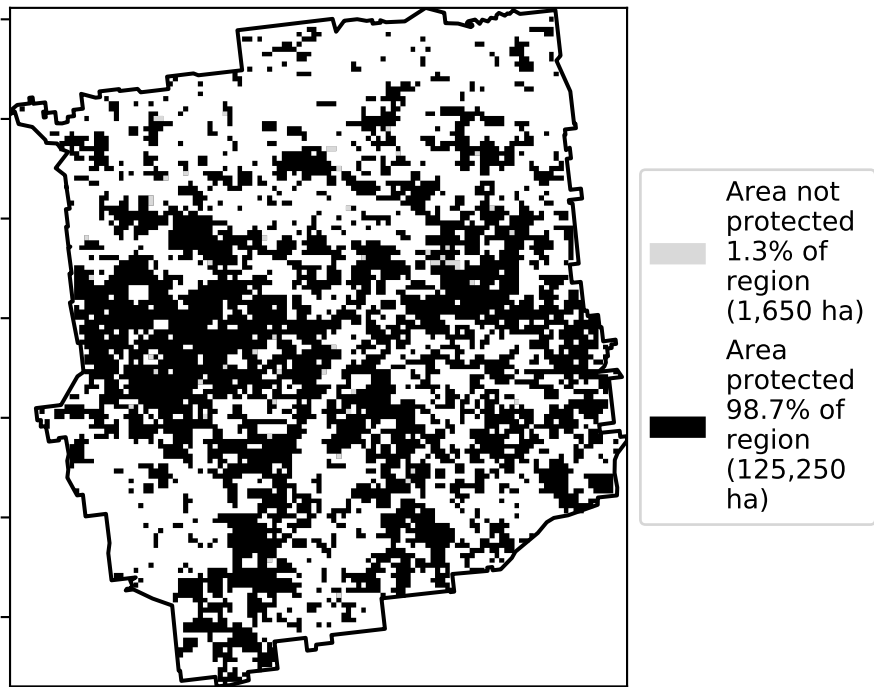 Area not
protected
1.3% of
region
(1,650 ha)
Area
protected
98.7% of
region
(125,250
ha)